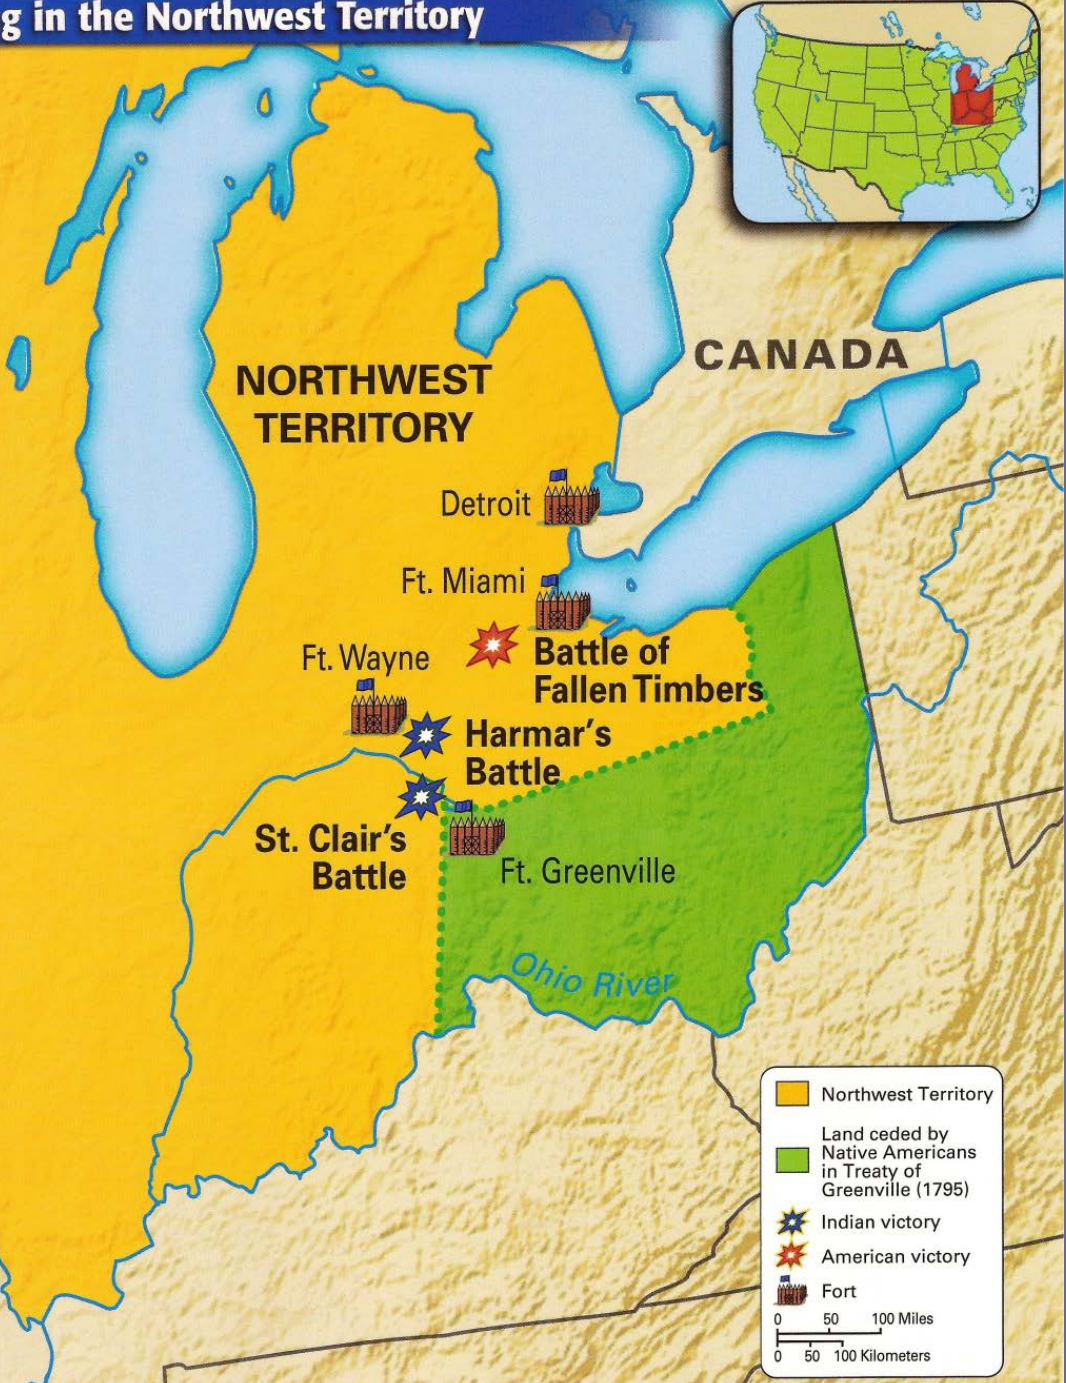 g in the Northwest Territory
NORTHWEST
TERRITORY
CANADA
Detroit
Ft. Miami
Ft. Wayne
Battle of
Fallen Timbers
Harmar's
Battle
St. Clair's
Battle
Ft. Greenville
Ohio River
Northwest Territory
Land ceded by
Native Americans
in Treaty of
Greenville (1795)
Indian victory
American victory
Fort
0 50 100 Miles
0 50 100 Kilometers